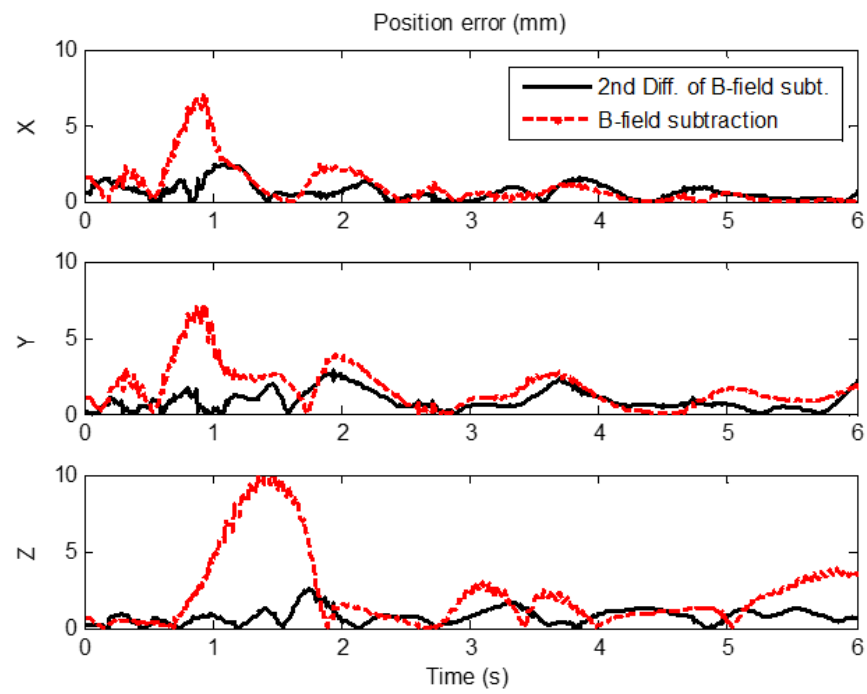 Position error (mm)
10
5
0
X
2nd Diff. of B-field subt.
B-field subtraction
0 1 2 3 4 5 6
10
5
0
Y
0 1 2 3 4 5 6
10
5
0
Z
0 1 2 3 4 5 6
Time (s)